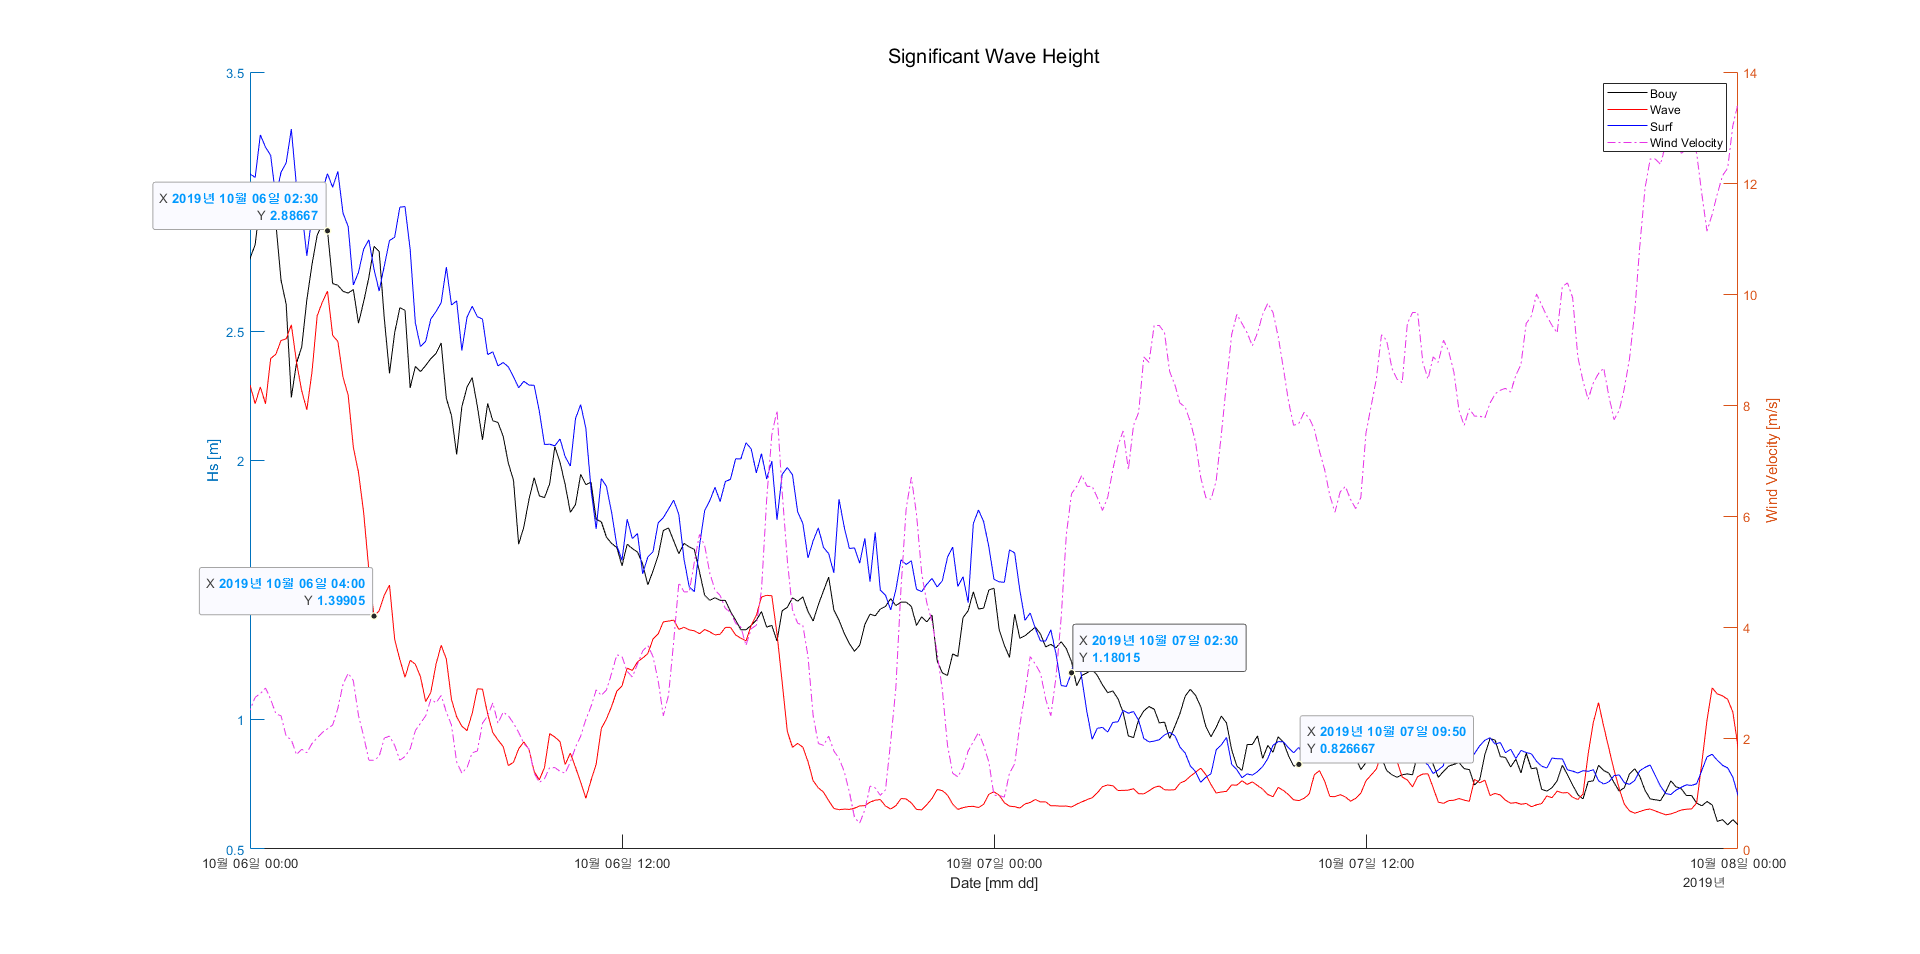 Significant Wave Height
3.5
2.5
2
1
0.5
Hs [m]
14
12
10
8
6
4
2
0
Wind Velocity [m/s]
Bouy
Wave
Surf
Wind Velocity
X 2019년 10월 06일 02:30
Y 2.88667
X 2019년 10월 06일 04:00
Y 1.39905
X 2019년 10월 07일 02:30
Y 1.18015
X 2019년 10월 07일 09:50
Y 0.826667
10월 06일 00:00
10월 06일 12:00
10월 07일 00:00
10월 07일 12:00
10월 08일 00:00
Date [mm dd]
2019년